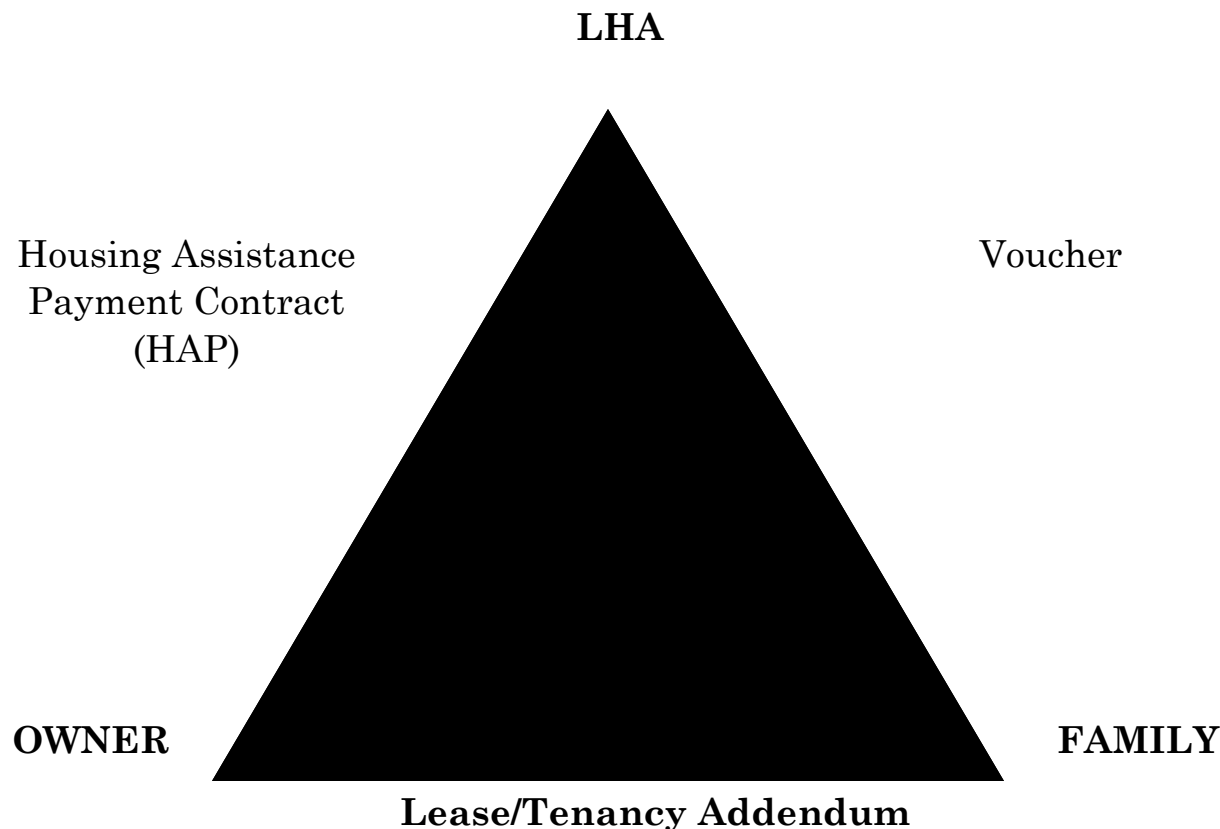 LHA
Housing Assistance
Payment Contract
(HAP)
Voucher
OWNER
FAMILY
Lease/Tenancy Addendum